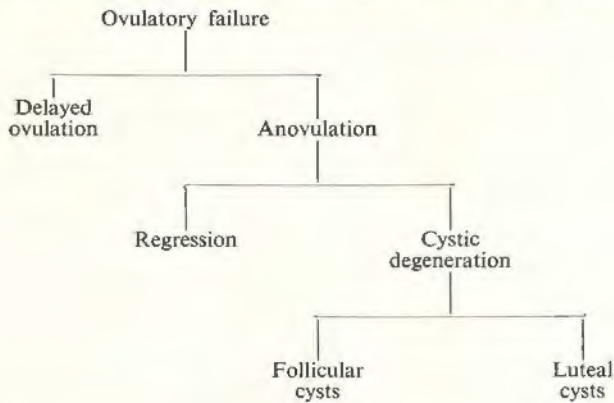 Ovulatory failure
Delayed
ovulation
Anovulation
Regression
Cystic
degeneration
Follicular
cysts
Luteal
cysts